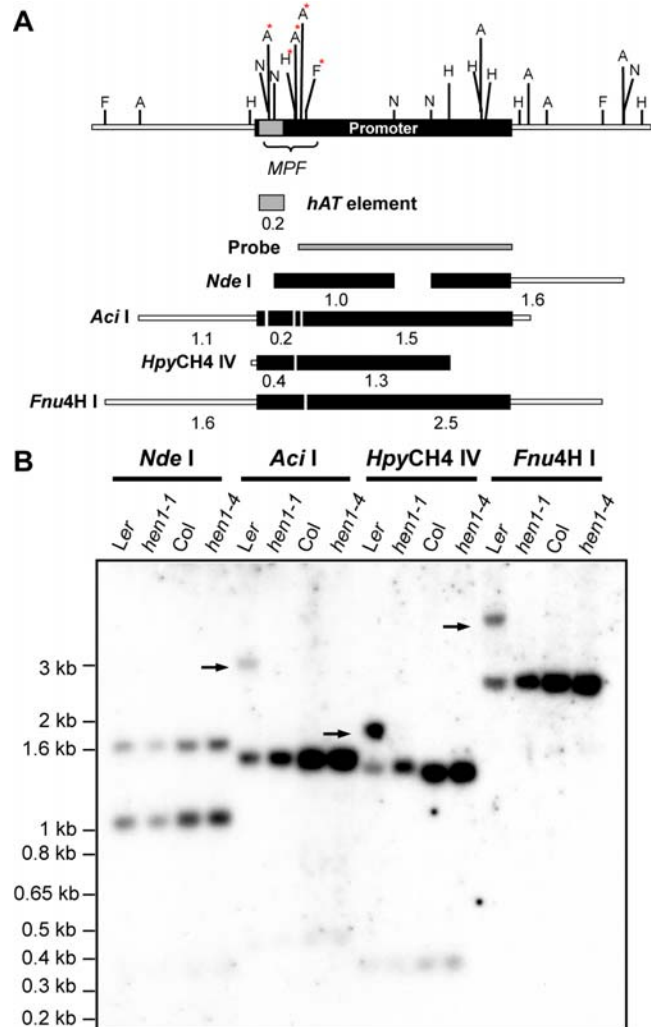 A
A* A* A
N N H* A* F* H
F A H N N H H A A N
H A F H
Promoter
MPF
hAT element
0.2
Probe
Nde I
1.0 1.6
Aci I
1.1 0.2 1.5
HpyCH4 IV
0.4 1.3
Fnu4H I
1.6 2.5
B
Nde I Aci I HpyCH4 IV Fnu4H I
Ler hen1-1 Col hen1-4 Ler hen1-1 Col hen1-4 Ler hen1-1 Col hen1-4 Ler hen1-1 Col hen1-4
3 kb
2 kb
1.6 kb
1 kb
0.8 kb
0.65 kb
0.5 kb
0.4 kb
0.3 kb
0.2 kb